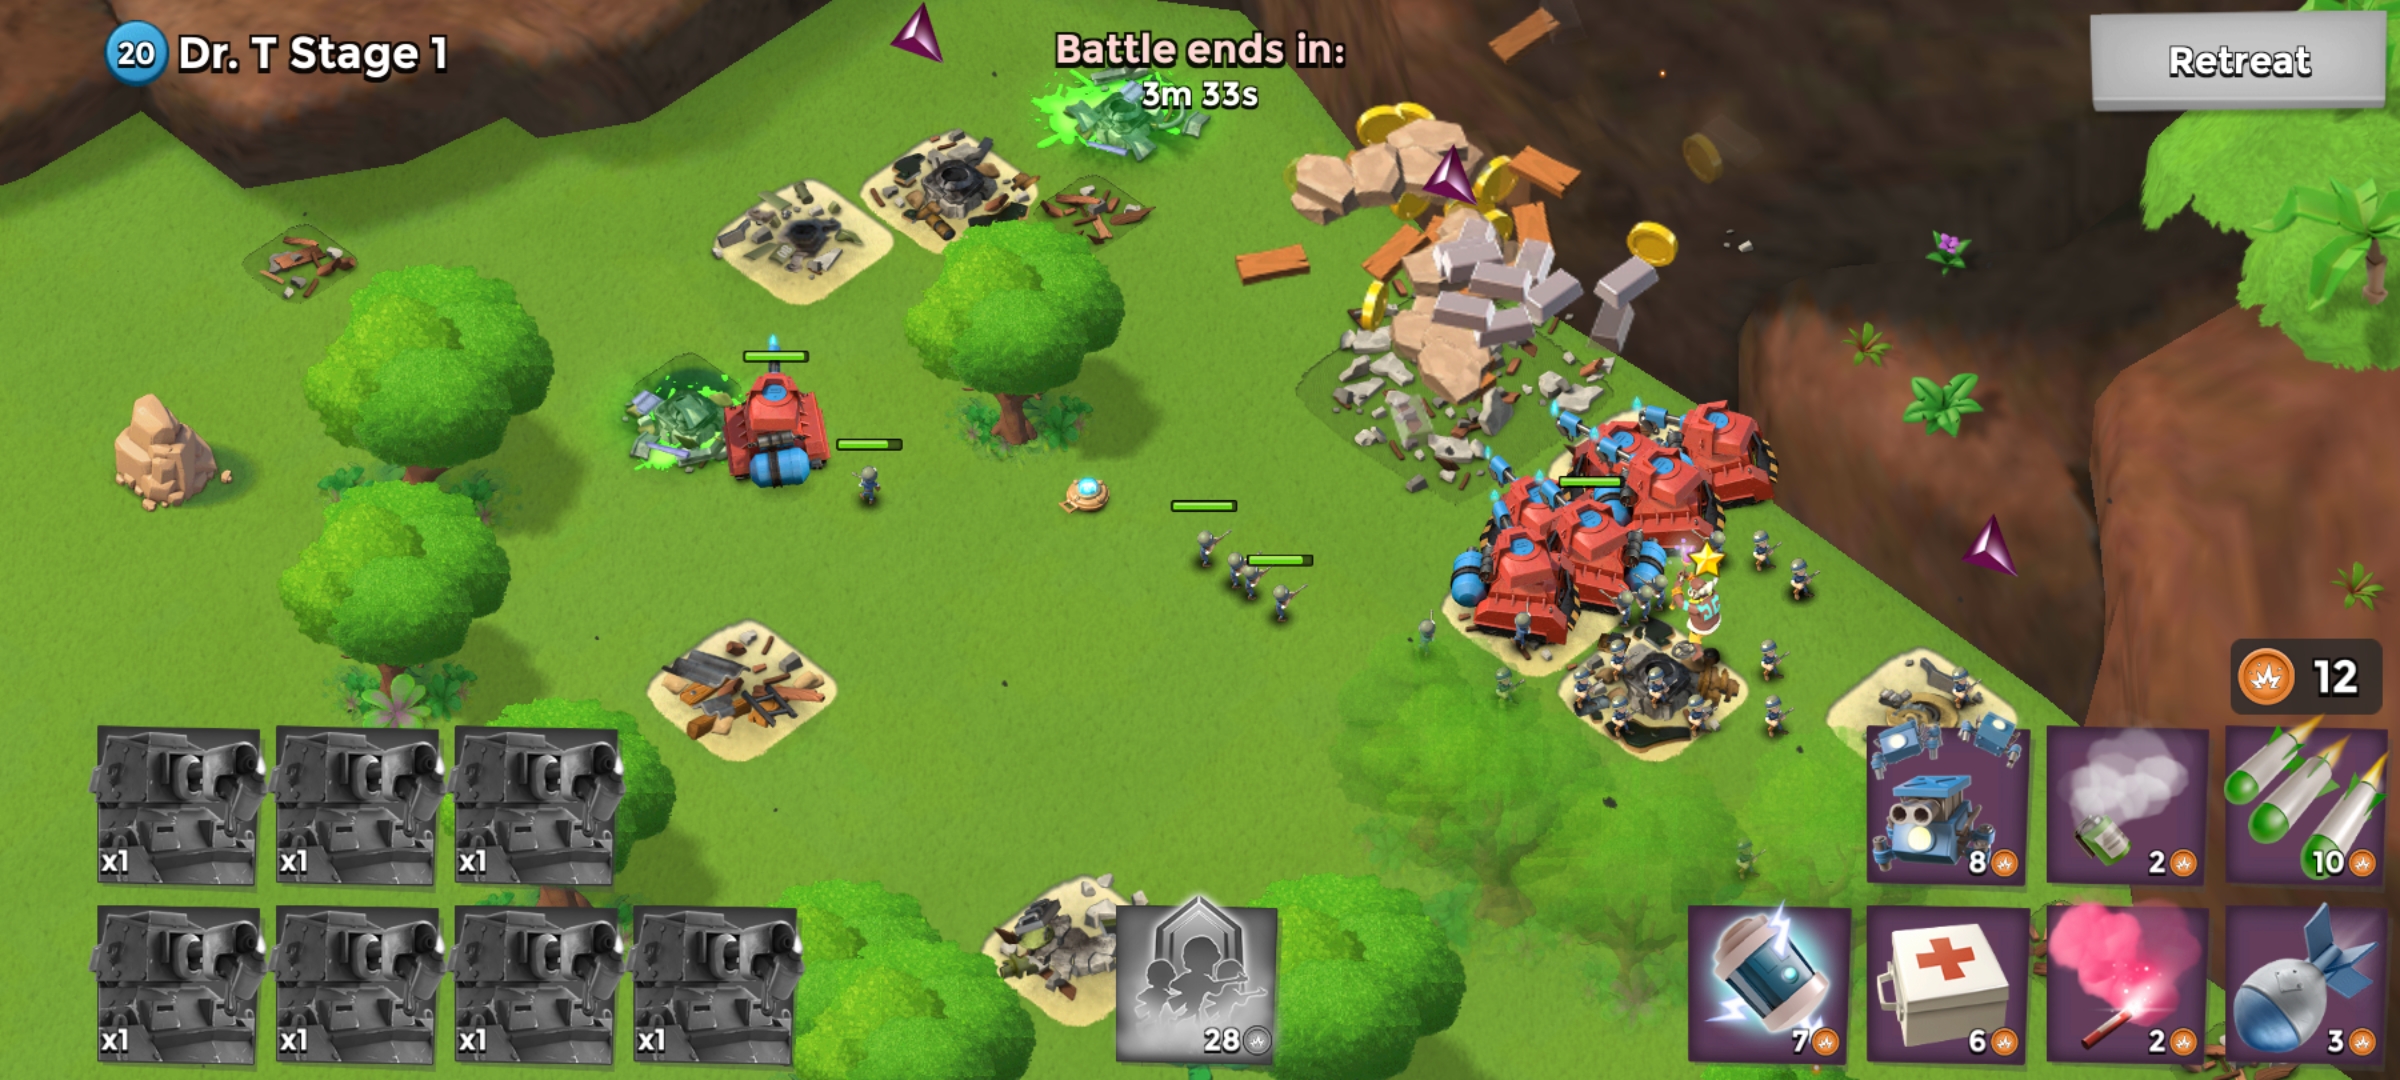 20 Dr. T Stage 1
Battle ends in:
3m 33s
Retreat
12
x1
x1
x1
8
2
10
x1
x1
x1
x1
28
7
6
2
3